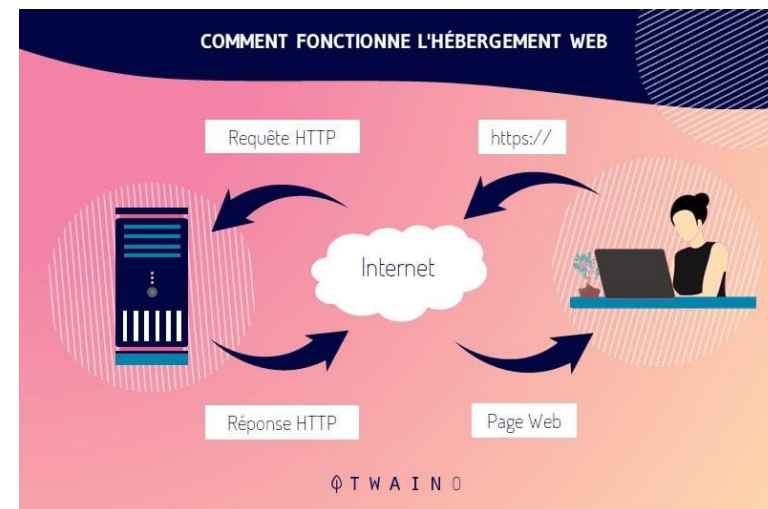 COMMENT FONCTIONNE L'HÉBERGEMENT WEB
Requête HTTP
https://
Internet
Réponse HTTP
Page Web
TWAINO